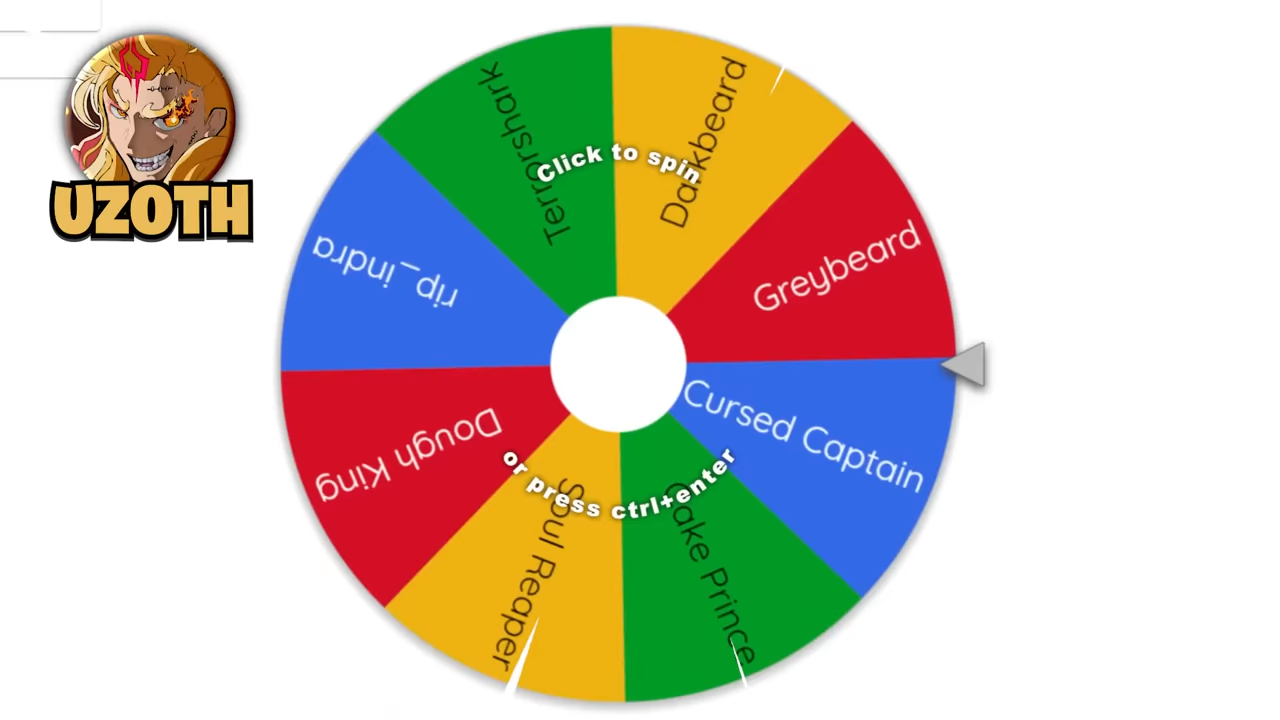 UZOTH
Click to spin
or press ctrl+enter
Darkbeard
Greybeard
Cursed Captain
Cake Prince
Soul Reaper
Dough King
rip_indra
Terrorshark